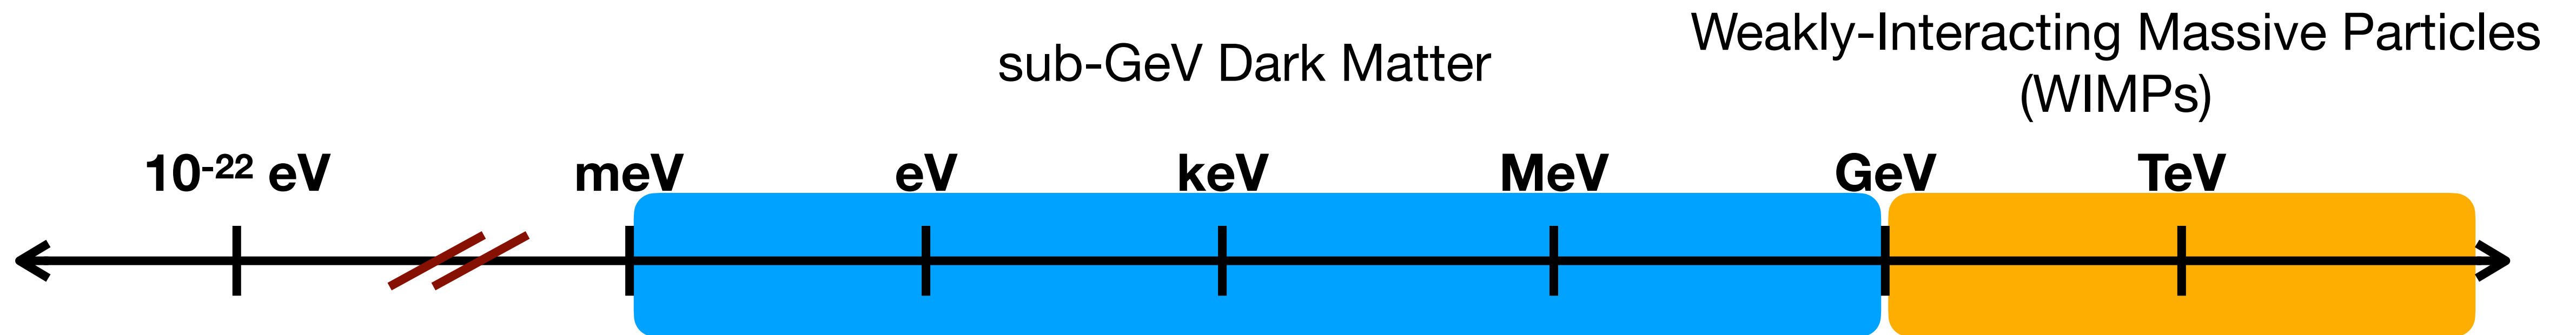 Weakly-Interacting Massive Particles
(WIMPs)
sub-GeV Dark Matter
10⁻²² eV
meV
eV
keV
MeV
GeV
TeV